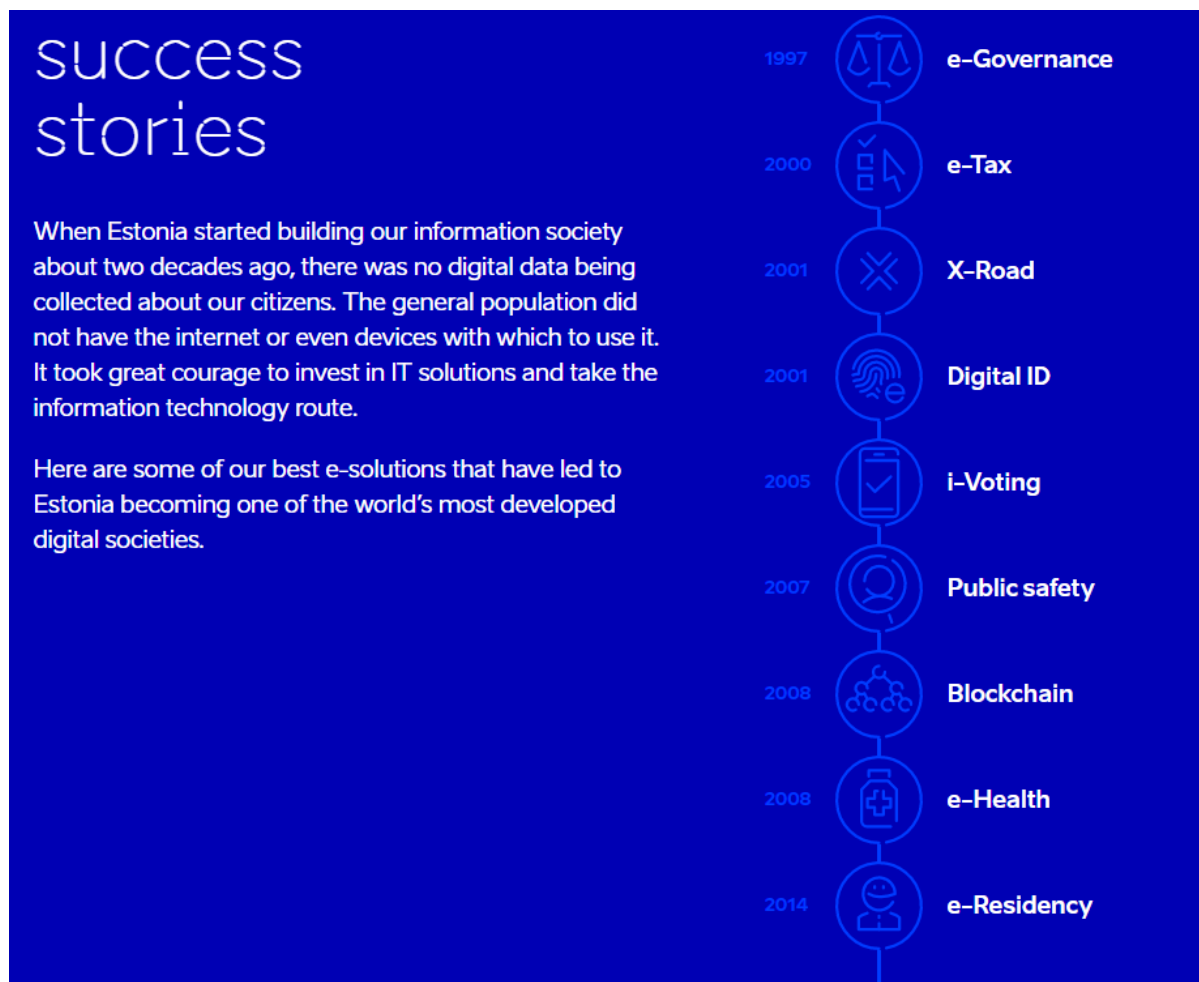 success
stories
When Estonia started building our information society
about two decades ago, there was no digital data being
collected about our citizens. The general population did
not have the internet or even devices with which to use it.
It took great courage to invest in IT solutions and take the
information technology route.
Here are some of our best e-solutions that have led to
Estonia becoming one of the world's most developed
digital societies.
1997 e-Governance
2000 e-Tax
2001 X-Road
2001 Digital ID
2005 i-Voting
2007 Public safety
2008 Blockchain
2008 e-Health
2014 e-Residency